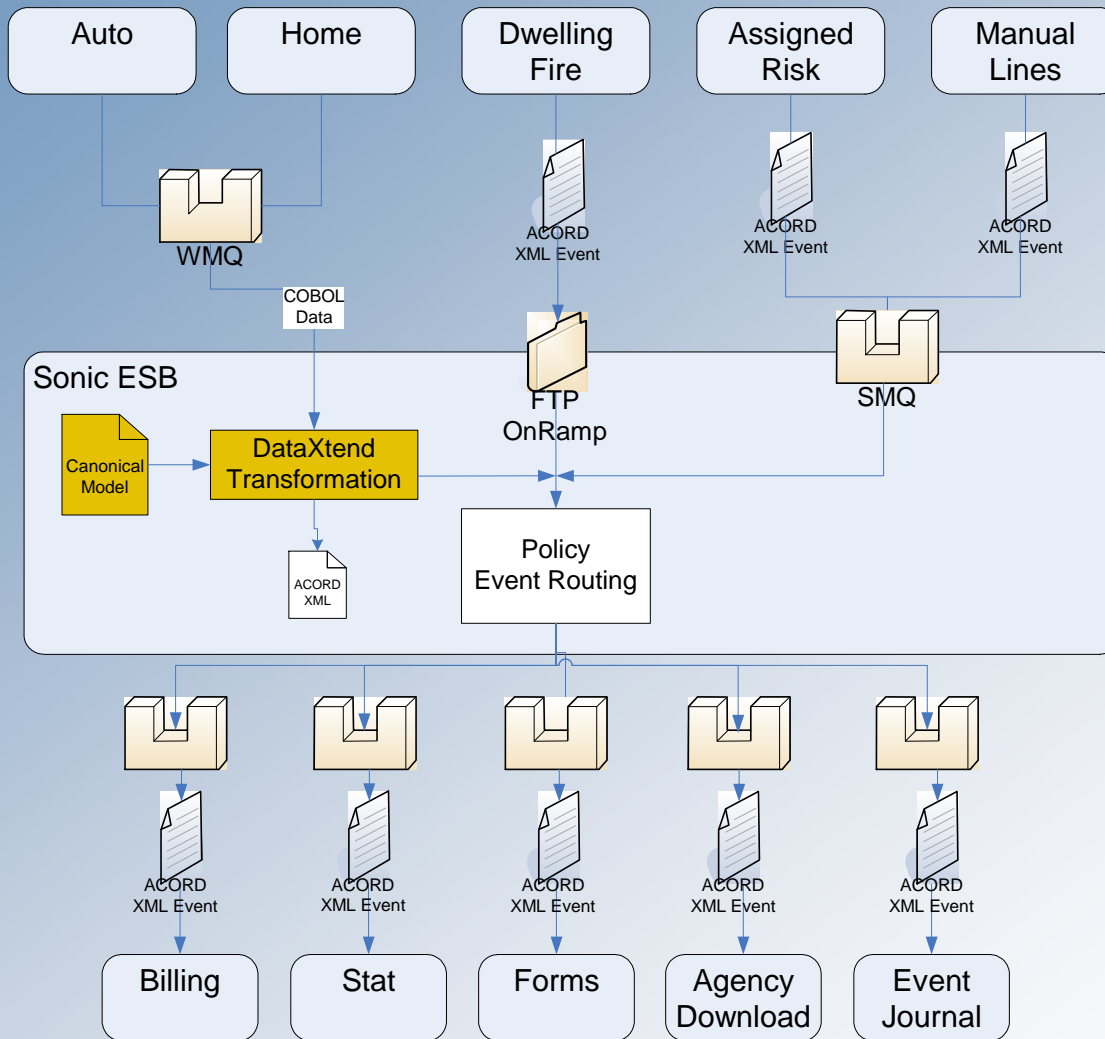 Auto
Home
Dwelling
Fire
Assigned
Risk
Manual
Lines
WMQ
ACORD
XML Event
ACORD
XML Event
ACORD
XML Event
COBOL
Data
Sonic ESB
FTP
OnRamp
SMQ
Canonical
Model
DataXtend
Transformation
ACORD
XML
Policy
Event Routing
ACORD
XML Event
ACORD
XML Event
ACORD
XML Event
ACORD
XML Event
ACORD
XML Event
Billing
Stat
Forms
Agency
Download
Event
Journal